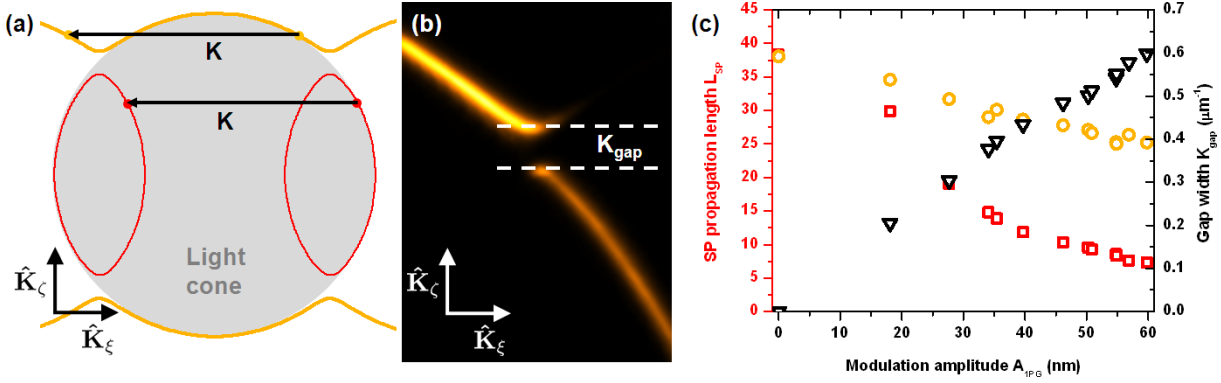 (a)
K
K
Light
cone
K̂ζ
K̂ξ
(b)
Kgap
K̂ζ
K̂ξ
(c)
SP propagation length LSP
45
40
35
30
25
20
15
10
5
0
0 10 20 30 40 50 60
Modulation amplitude A1PG (nm)
0.7
0.6
0.5
0.4
0.3
0.2
0.1
0.0
Gap width Kgap (μm-1)